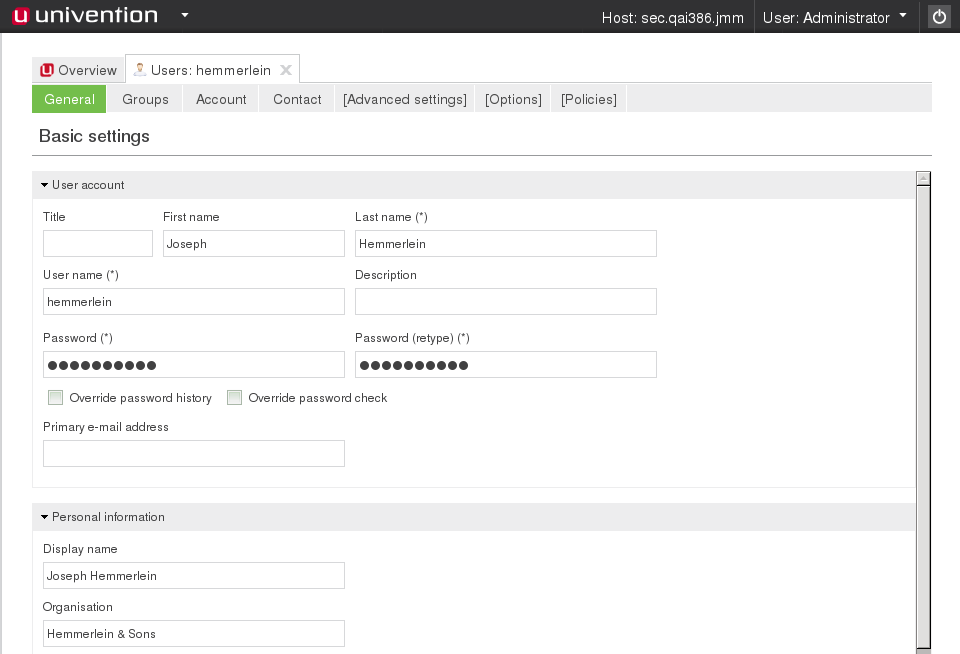 univention Host: sec.qai386.jmm User: Administrator
Overview Users: hemmerlein
General Groups Account Contact [Advanced settings] [Options] [Policies]
Basic settings
User account
Title First name Last name (*)
Joseph Hemmerlein
User name (*) Description
hemmerlein
Password (*) Password (retype) (*)
●●●●●●●●●● ●●●●●●●●●●
Override password history Override password check
Primary e-mail address
Personal information
Display name
Joseph Hemmerlein
Organisation
Hemmerlein & Sons